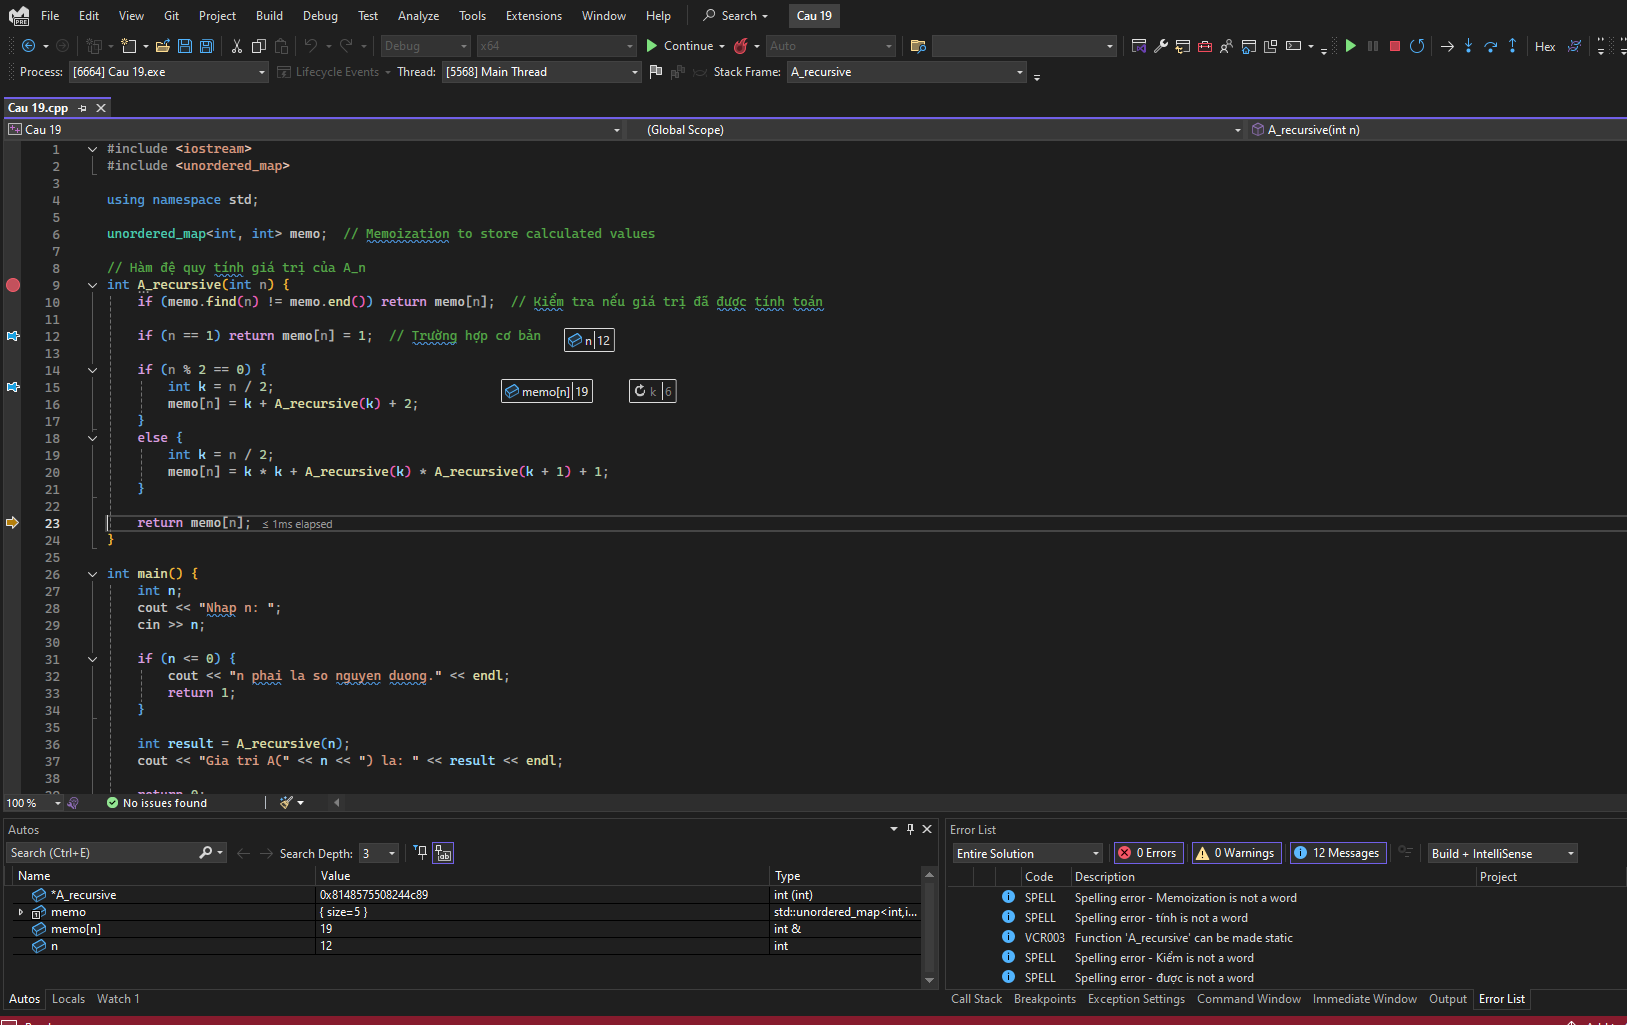 File Edit View Git Project Build Debug Test Analyze Tools Extensions Window Help Search Cau 19
PRE
Debug x64 Continue Auto Hex
Process: [6664] Cau 19.exe Lifecycle Events Thread: [5568] Main Thread Stack Frame: A_recursive
Cau 19.cpp
Cau 19 (Global Scope) A_recursive(int n)
1 #include <iostream>
2 #include <unordered_map>
3
4 using namespace std;
5
6 unordered_map<int, int> memo; // Memoization to store calculated values
7
8 // Hàm đệ quy tính giá trị của A_n
9 int A_recursive(int n) {
10 if (memo.find(n) != memo.end()) return memo[n]; // Kiểm tra nếu giá trị đã được tính toán
11
12 if (n == 1) return memo[n] = 1; // Trường hợp cơ bản n 12
13
14 if (n % 2 == 0) {
15 int k = n / 2; memo[n] 19 k 6
16 memo[n] = k + A_recursive(k) + 2;
17 }
18 else {
19 int k = n / 2;
20 memo[n] = k * k + A_recursive(k) * A_recursive(k + 1) + 1;
21 }
22
23 return memo[n]; ≤ 1ms elapsed
24 }
25
26 int main() {
27 int n;
28 cout << "Nhap n: ";
29 cin >> n;
30
31 if (n <= 0) {
32 cout << "n phai la so nguyen duong." << endl;
33 return 1;
34 }
35
36 int result = A_recursive(n);
37 cout << "Gia tri A(" << n << ") la: " << result << endl;
38
39 return 0;
100 % No issues found
Autos
Search (Ctrl+E) Search Depth: 3
Name Value Type
*A_recursive 0x8148575508244c89 int (int)
memo { size=5 } std::unordered_map<int,i...
memo[n] 19 int &
n 12 int
Autos Locals Watch 1
Error List
Entire Solution 0 Errors 0 Warnings 12 Messages Build + IntelliSense
Code Description Project
SPELL Spelling error - Memoization is not a word
SPELL Spelling error - tính is not a word
VCR003 Function 'A_recursive' can be made static
SPELL Spelling error - Kiểm is not a word
SPELL Spelling error - được is not a word
Call Stack Breakpoints Exception Settings Command Window Immediate Window Output Error List